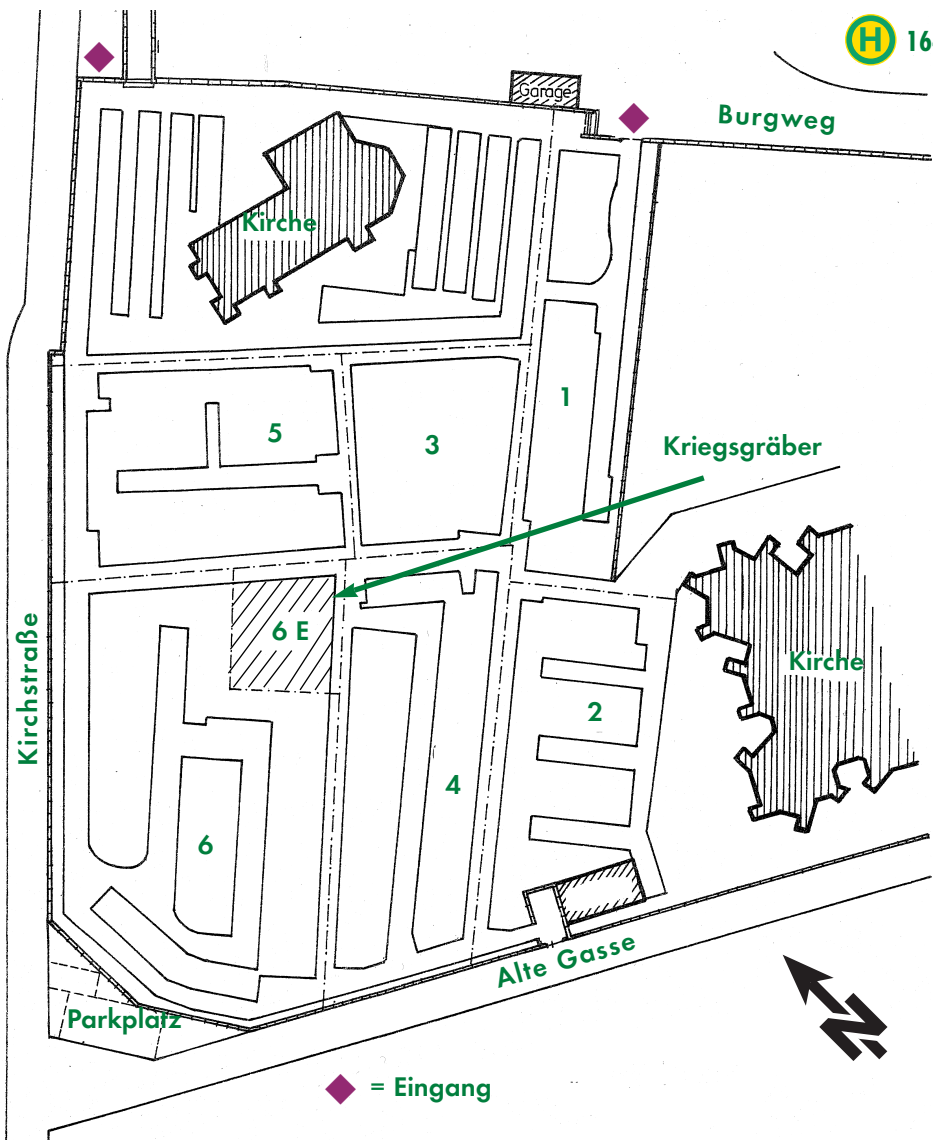 H 16
Garage
Burgweg
Kirche
1
5
3
Kriegsgräber
6 E
Kirchstraße
Kirche
2
4
6
Alte Gasse
Parkplatz
N
= Eingang